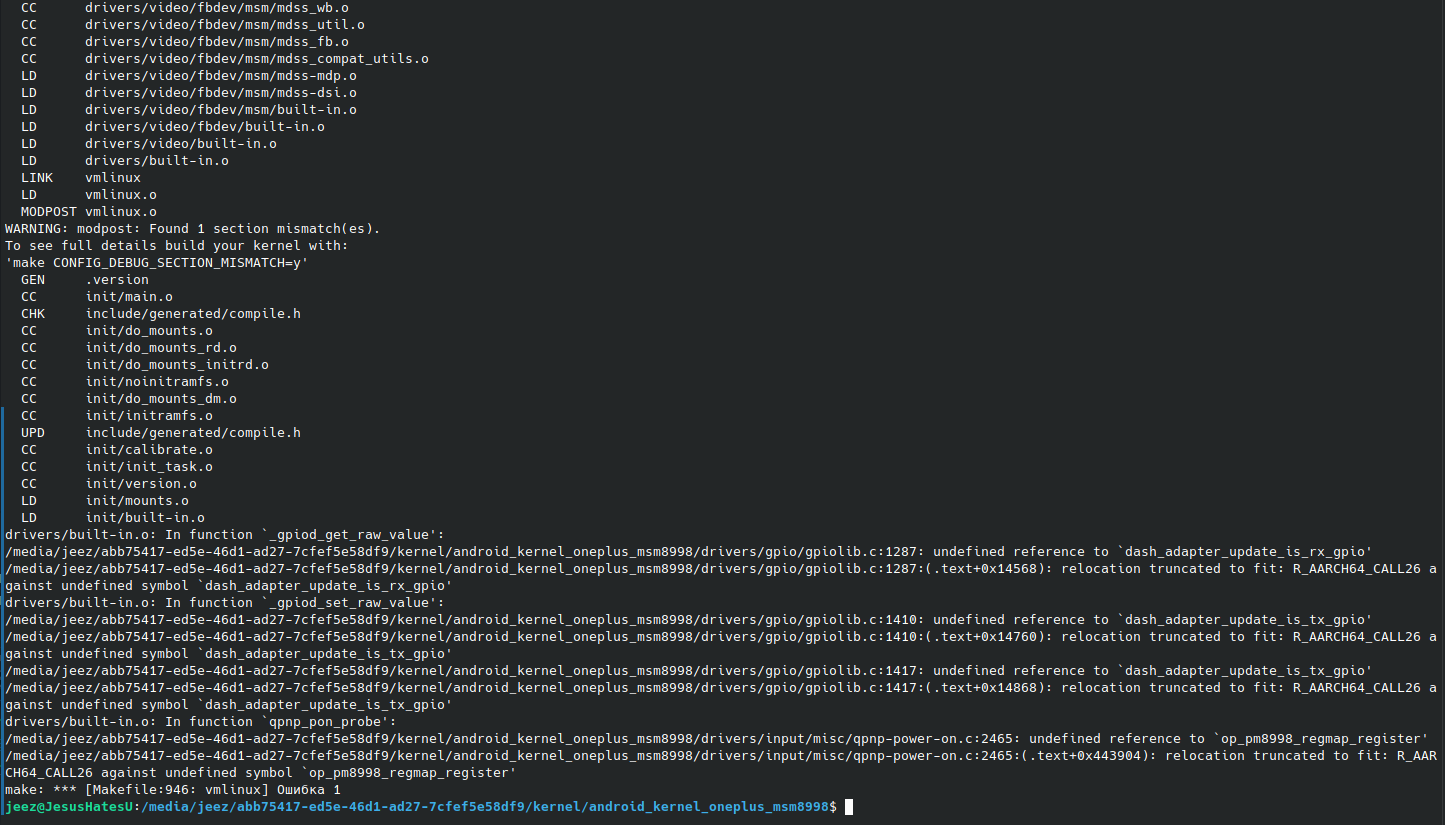 CC      drivers/video/fbdev/msm/mdss_wb.o
CC      drivers/video/fbdev/msm/mdss_util.o
CC      drivers/video/fbdev/msm/mdss_fb.o
CC      drivers/video/fbdev/msm/mdss_compat_utils.o
LD      drivers/video/fbdev/msm/mdss-mdp.o
LD      drivers/video/fbdev/msm/mdss-dsi.o
LD      drivers/video/fbdev/msm/built-in.o
LD      drivers/video/fbdev/built-in.o
LD      drivers/video/built-in.o
LD      drivers/built-in.o
LINK    vmlinux
LD      vmlinux.o
MODPOST vmlinux.o
WARNING: modpost: Found 1 section mismatch(es).
To see full details build your kernel with:
'make CONFIG_DEBUG_SECTION_MISMATCH=y'
GEN     .version
CC      init/main.o
CHK     include/generated/compile.h
CC      init/do_mounts.o
CC      init/do_mounts_rd.o
CC      init/do_mounts_initrd.o
CC      init/noinitramfs.o
CC      init/do_mounts_dm.o
CC      init/initramfs.o
UPD     include/generated/compile.h
CC      init/calibrate.o
CC      init/init_task.o
CC      init/version.o
LD      init/mounts.o
LD      init/built-in.o
drivers/built-in.o: In function `_gpiod_get_raw_value':
/media/jeez/abb75417-ed5e-46d1-ad27-7cfef5e58df9/kernel/android_kernel_oneplus_msm8998/drivers/gpio/gpiolib.c:1287: undefined reference to `dash_adapter_update_is_rx_gpio'
/media/jeez/abb75417-ed5e-46d1-ad27-7cfef5e58df9/kernel/android_kernel_oneplus_msm8998/drivers/gpio/gpiolib.c:1287:(.text+0x14568): relocation truncated to fit: R_AARCH64_CALL26 a
gainst undefined symbol `dash_adapter_update_is_rx_gpio'
drivers/built-in.o: In function `_gpiod_set_raw_value':
/media/jeez/abb75417-ed5e-46d1-ad27-7cfef5e58df9/kernel/android_kernel_oneplus_msm8998/drivers/gpio/gpiolib.c:1410: undefined reference to `dash_adapter_update_is_tx_gpio'
/media/jeez/abb75417-ed5e-46d1-ad27-7cfef5e58df9/kernel/android_kernel_oneplus_msm8998/drivers/gpio/gpiolib.c:1410:(.text+0x14760): relocation truncated to fit: R_AARCH64_CALL26 a
gainst undefined symbol `dash_adapter_update_is_tx_gpio'
/media/jeez/abb75417-ed5e-46d1-ad27-7cfef5e58df9/kernel/android_kernel_oneplus_msm8998/drivers/gpio/gpiolib.c:1417: undefined reference to `dash_adapter_update_is_tx_gpio'
/media/jeez/abb75417-ed5e-46d1-ad27-7cfef5e58df9/kernel/android_kernel_oneplus_msm8998/drivers/gpio/gpiolib.c:1417:(.text+0x14868): relocation truncated to fit: R_AARCH64_CALL26 a
gainst undefined symbol `dash_adapter_update_is_tx_gpio'
drivers/built-in.o: In function `qpnp_pon_probe':
/media/jeez/abb75417-ed5e-46d1-ad27-7cfef5e58df9/kernel/android_kernel_oneplus_msm8998/drivers/input/misc/qpnp-power-on.c:2465: undefined reference to `op_pm8998_regmap_register'
/media/jeez/abb75417-ed5e-46d1-ad27-7cfef5e58df9/kernel/android_kernel_oneplus_msm8998/drivers/input/misc/qpnp-power-on.c:2465:(.text+0x443904): relocation truncated to fit: R_AAR
CH64_CALL26 against undefined symbol `op_pm8998_regmap_register'
make: *** [Makefile:946: vmlinux] Ошибка 1
jeez@JesusHatesU:/media/jeez/abb75417-ed5e-46d1-ad27-7cfef5e58df9/kernel/android_kernel_oneplus_msm8998$